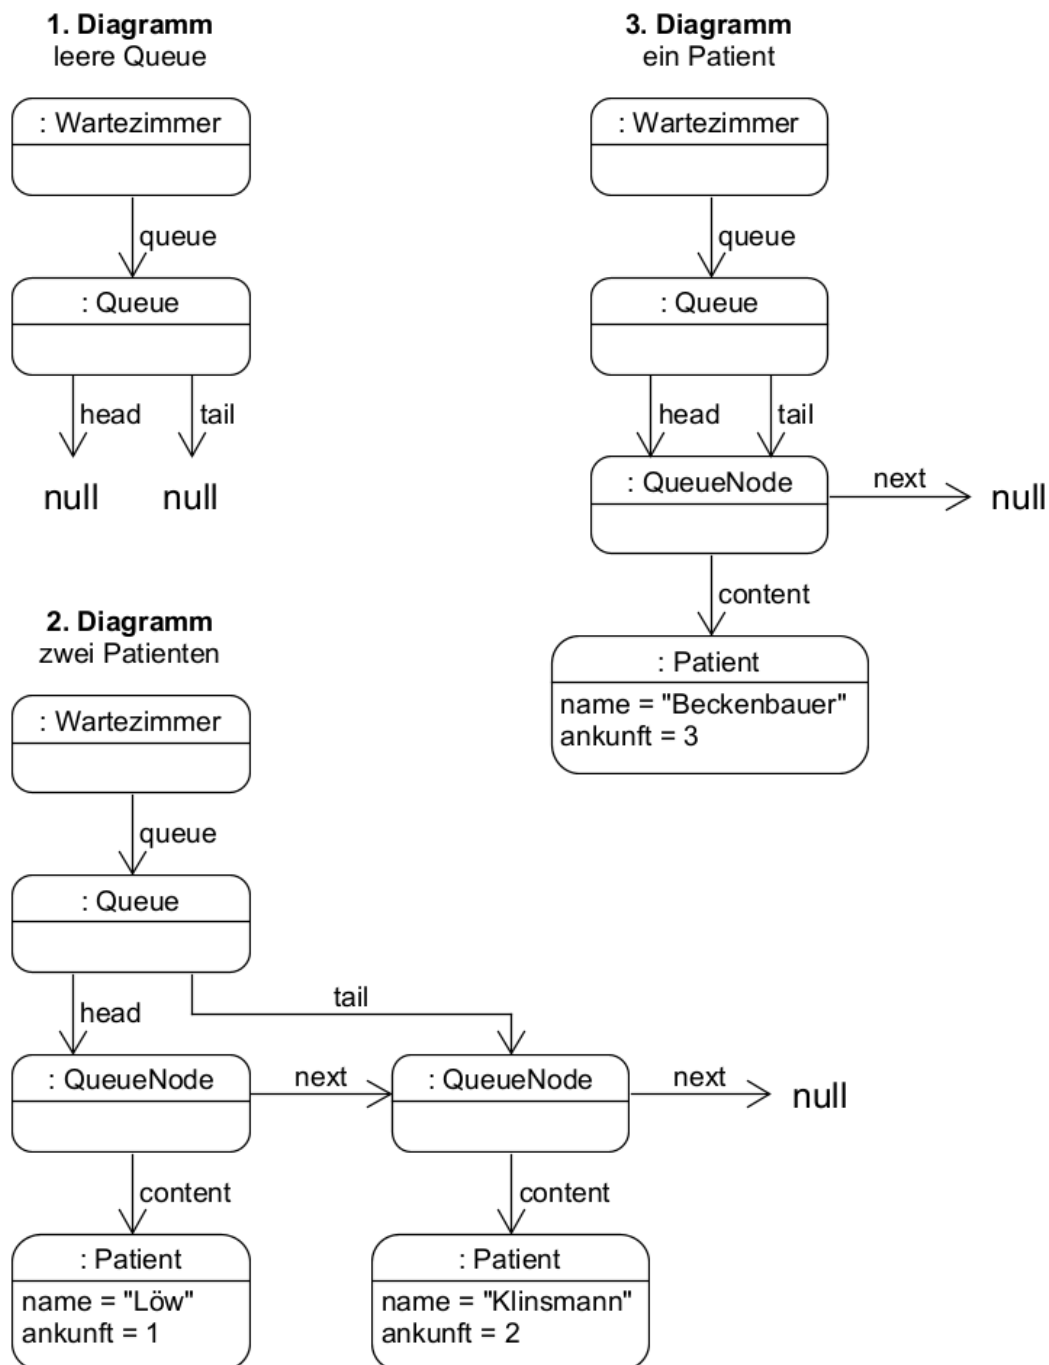 1. Diagramm
leere Queue
: Wartezimmer
queue
: Queue
head
tail
null
null
2. Diagramm
zwei Patienten
: Wartezimmer
queue
: Queue
head
tail
: QueueNode
next
: QueueNode
next
null
content
content
: Patient
name = "Löw"
ankunft = 1
: Patient
name = "Klinsmann"
ankunft = 2
3. Diagramm
ein Patient
: Wartezimmer
queue
: Queue
head
tail
: QueueNode
next
null
content
: Patient
name = "Beckenbauer"
ankunft = 3